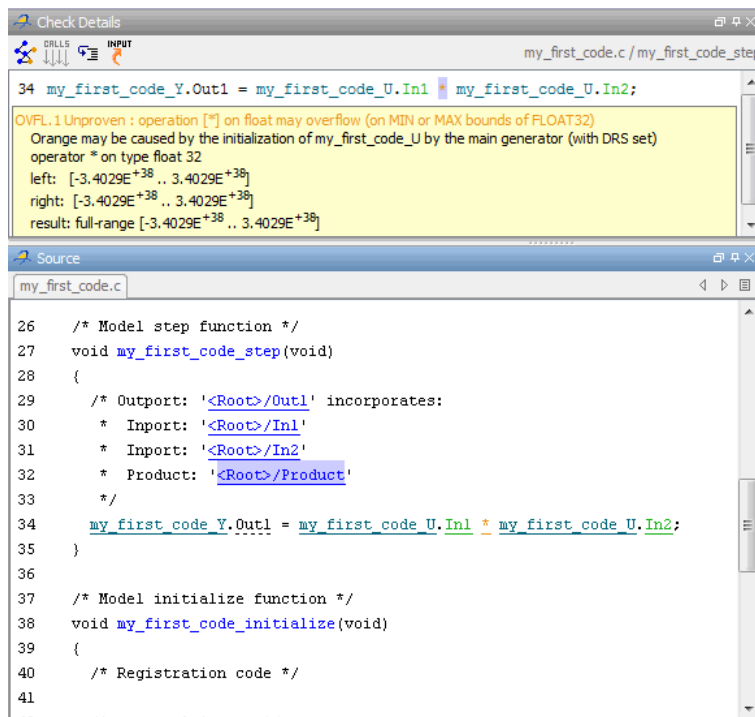 Check Details
CALLS INPUT
my_first_code.c / my_first_code_step
34 my_first_code_Y.Out1 = my_first_code_U.In1 * my_first_code_U.In2;
OVFL.1 Unproven : operation [*] on float may overflow (on MIN or MAX bounds of FLOAT32)
Orange may be caused by the initialization of my_first_code_U by the main generator (with DRS set)
operator * on type float 32
left: [-3.4029E+38 .. 3.4029E+38]
right: [-3.4029E+38 .. 3.4029E+38]
result: full-range [-3.4029E+38 .. 3.4029E+38]
Source
my_first_code.c
26 /* Model step function */
27 void my_first_code_step(void)
28 {
29 /* Outport: '<Root>/Out1' incorporates:
30 * Inport: '<Root>/In1'
31 * Inport: '<Root>/In2'
32 * Product: '<Root>/Product'
33 */
34 my_first_code_Y.Out1 = my_first_code_U.In1 * my_first_code_U.In2;
35 }
36
37 /* Model initialize function */
38 void my_first_code_initialize(void)
39 {
40 /* Registration code */
41